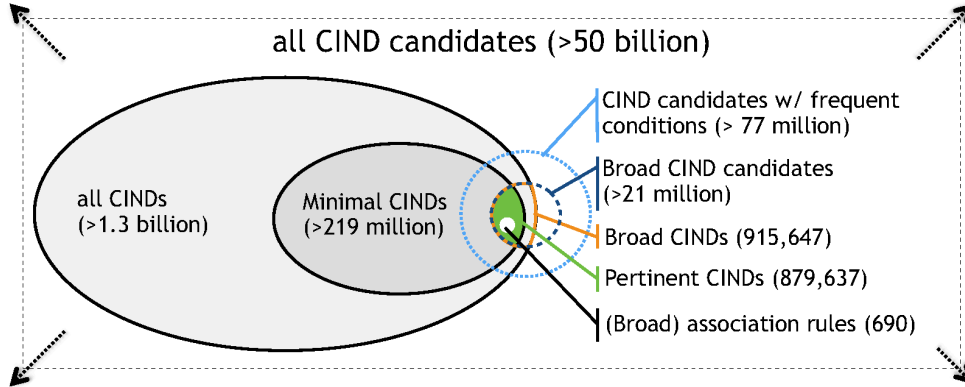 all CIND candidates (>50 billion)
CIND candidates w/ frequent
conditions (> 77 million)
Broad CIND candidates
(>21 million)
all CINDs
(>1.3 billion)
Minimal CINDs
(>219 million)
Broad CINDs (915,647)
Pertinent CINDs (879,637)
(Broad) association rules (690)